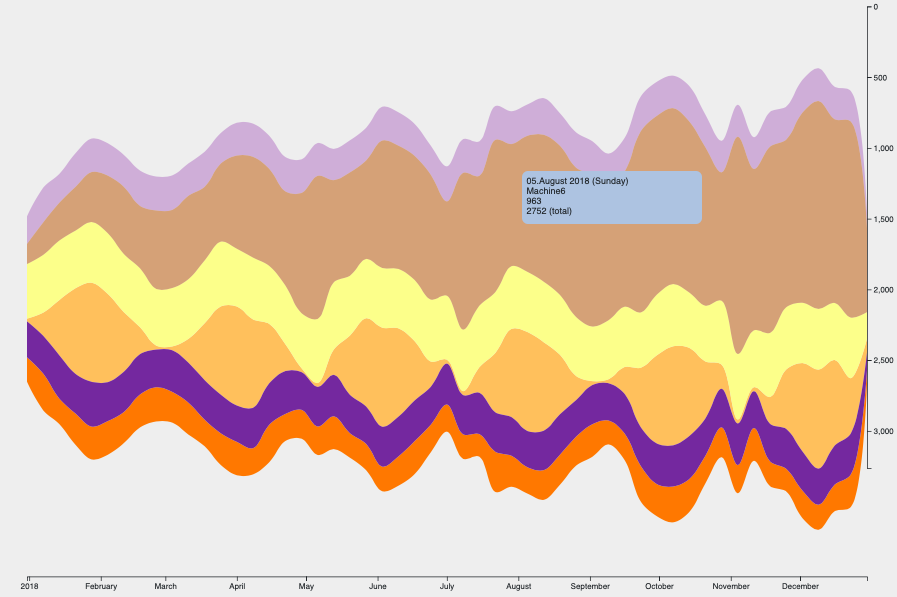 0
500
1,000
05.August 2018 (Sunday)
Machine6
963
2752 (total)
1,500
2,000
2,500
3,000
2018 February March April May June July August September October November December